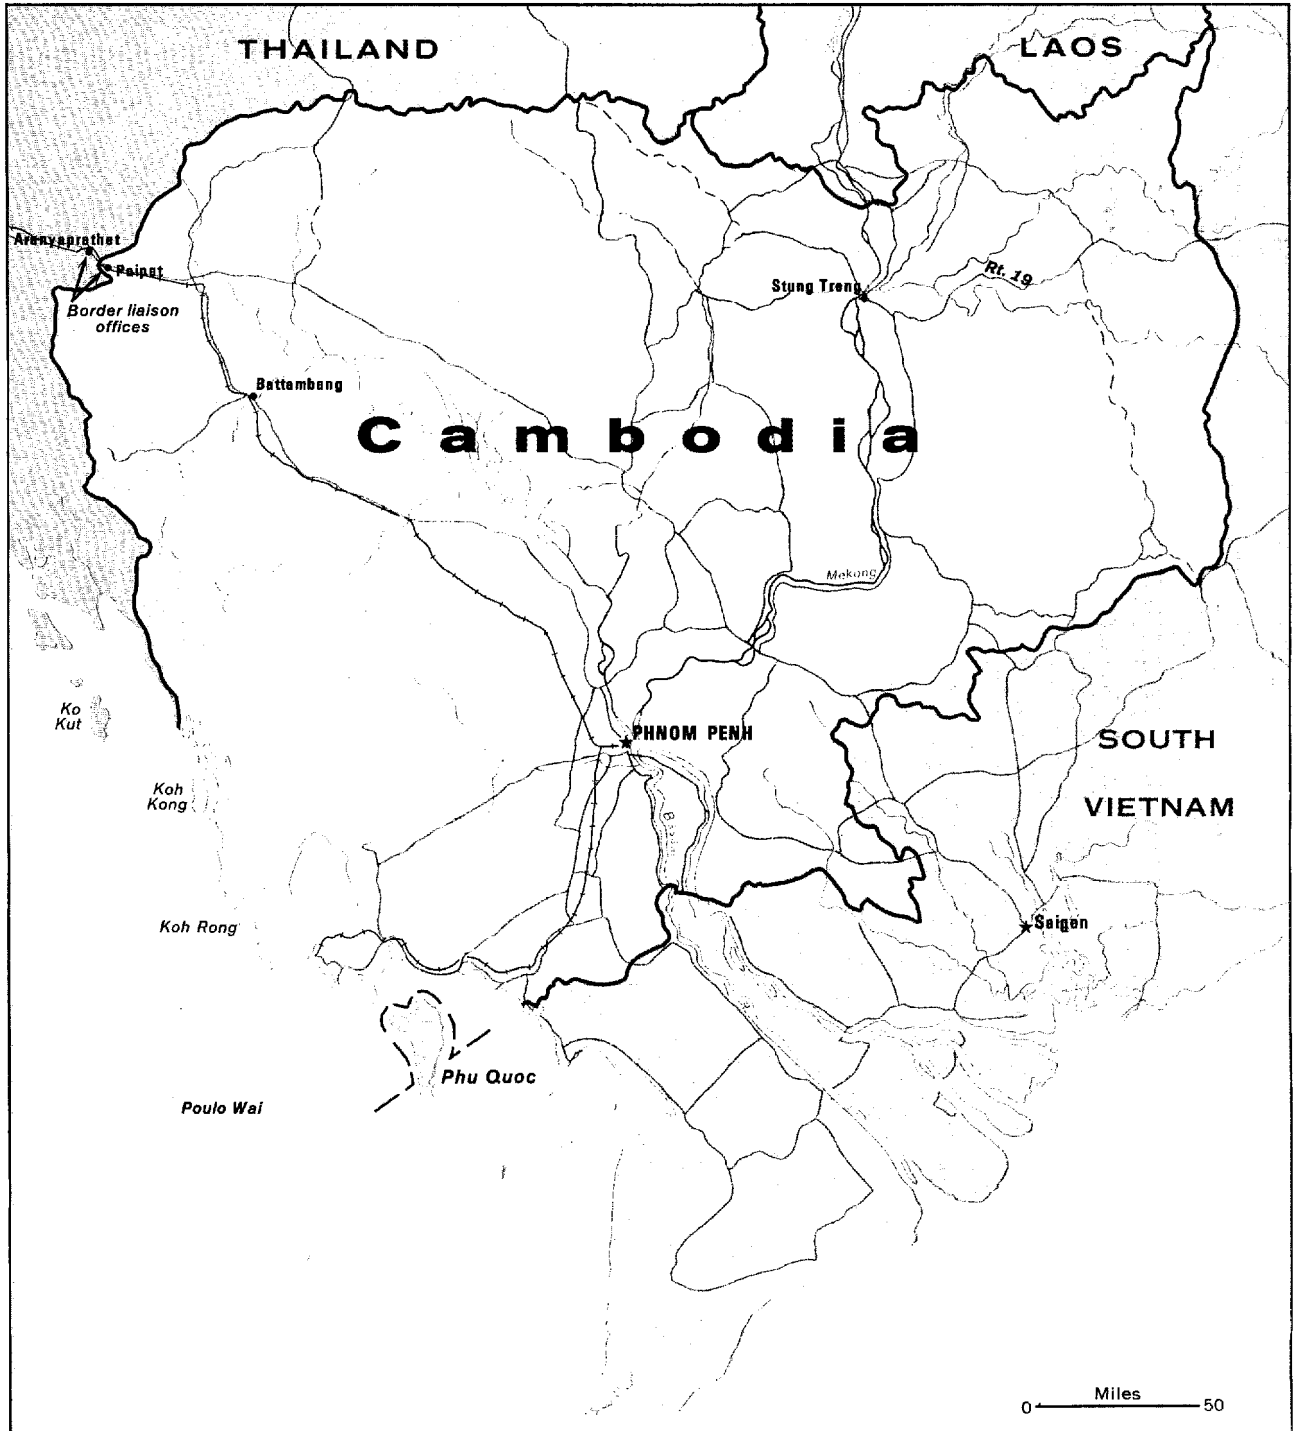 THAILAND
LAOS
Aranyaprathet
Poipet
Border liaison
offices
Stung Treng
Rt. 19
Battambang
Cambodia
Mekong
Ko
Kut
PHNOM PENH
SOUTH
VIETNAM
Koh
Kong
Koh Rong
Saigon
Phu Quoc
Poulo Wai
Miles
0 50